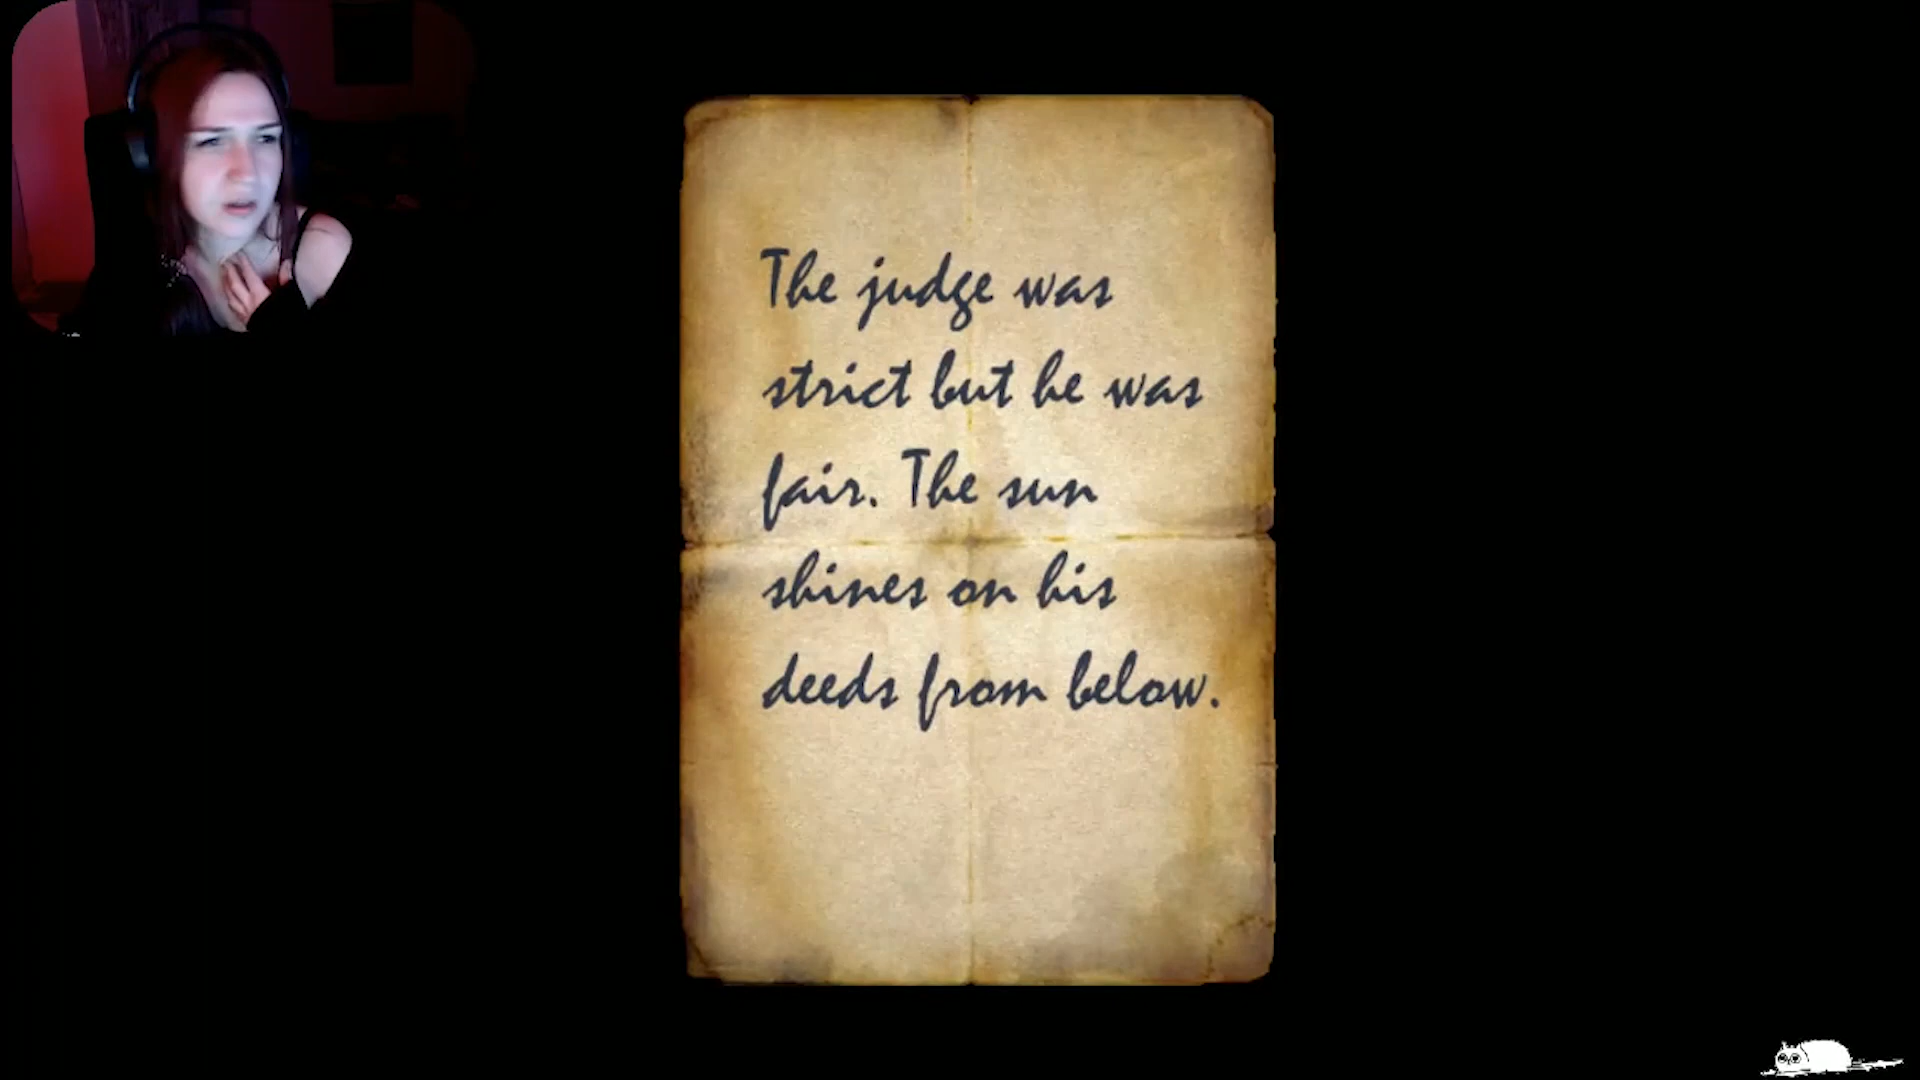 The judge was
strict but he was
fair. The sun
shines on his
deeds from below.